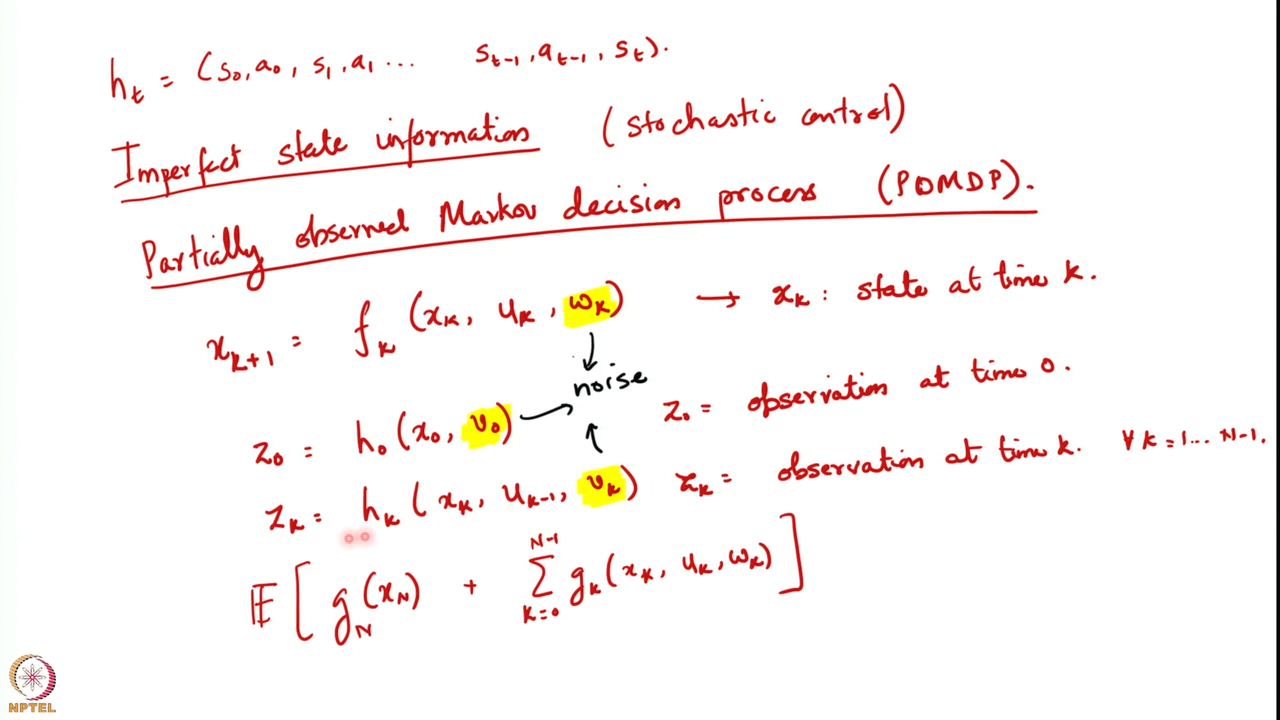 h_t = (s_0, a_0, s_1, a_1 ... s_{t-1}, a_{t-1}, s_t).
Imperfect state information (stochastic control)
Partially observed Markov decision process (POMDP).
x_{k+1} = f_k (x_k, u_k, w_k) → x_k : state at time k.
noise
z_0 = h_0 (x_0, v_0) z_0 = observation at time 0.
z_k = h_k (x_k, u_{k-1}, v_k) z_k = observation at time k. ∀ k = 1 ... N-1.
𝔼 [ g_N (x_N) + ∑_{k=0}^{N-1} g_k (x_k, u_k, w_k) ]
NPTEL